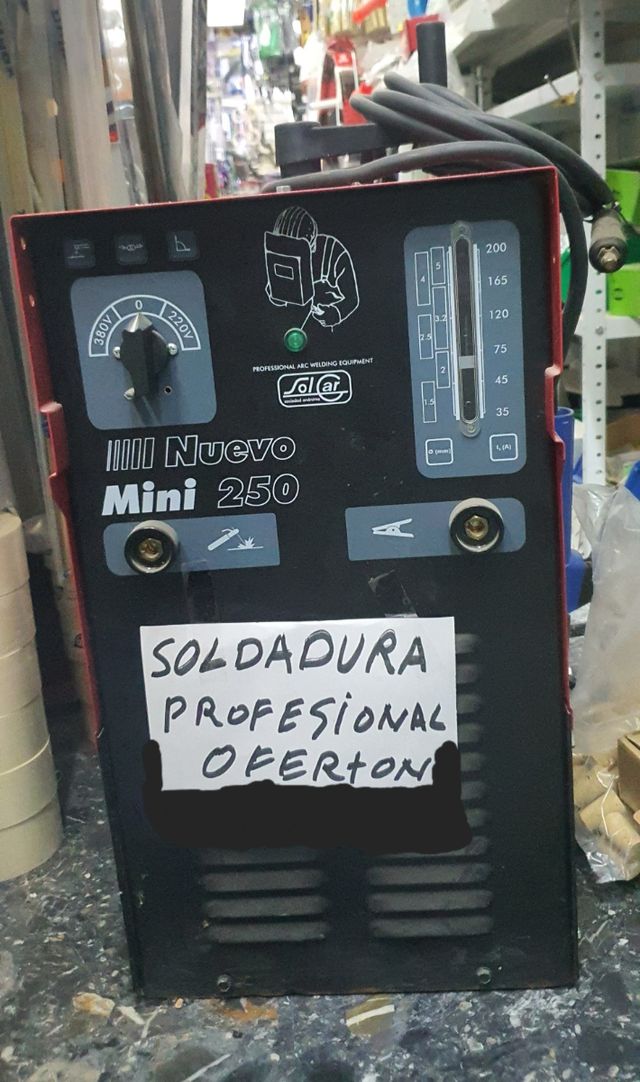 380V 0 220V
PROFESSIONAL ARC WELDING EQUIPMENT
SolCar
sociedad andorrana
Nuevo
Mini 250
200
165
120
75
45
35
5
4
3.2
2.5
2
1.5
Ø (mm)
I₂ (A)
SOLDADURA
PROFESIONAL
OFERTON